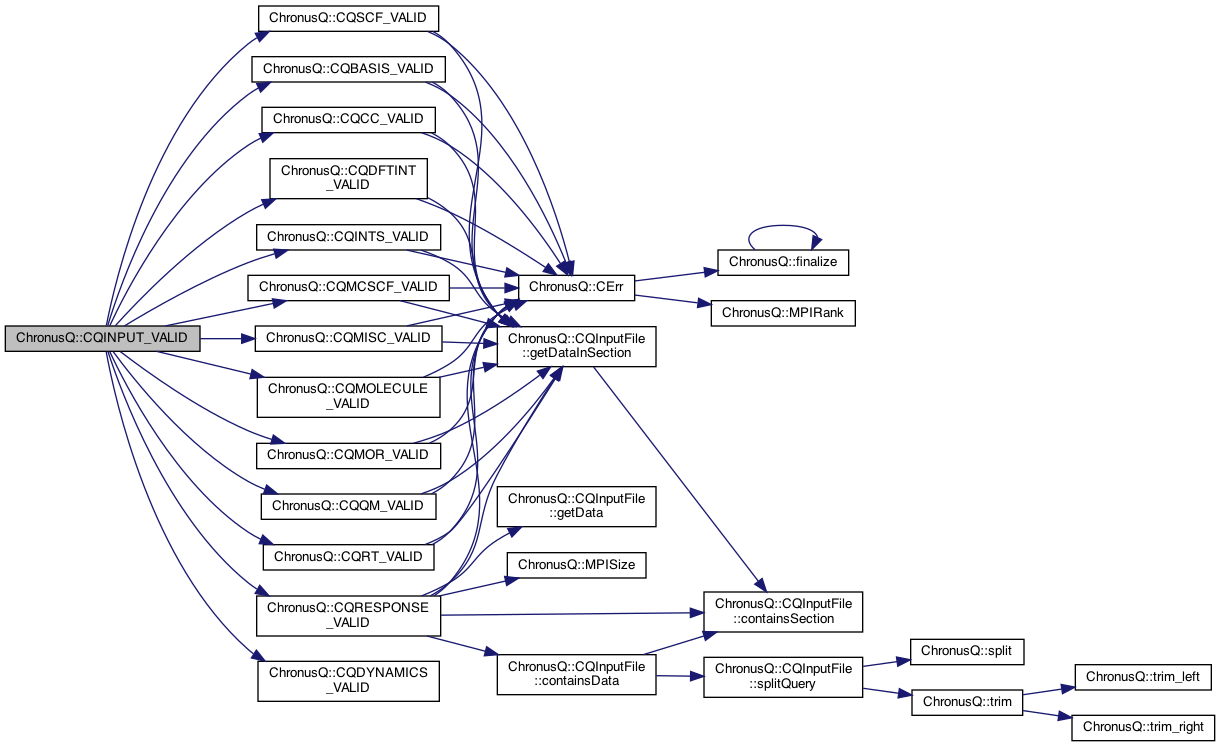 ChronusQ::CQINPUT_VALID
ChronusQ::CQSCF_VALID
ChronusQ::CQBASIS_VALID
ChronusQ::CQCC_VALID
ChronusQ::CQDFTINT
_VALID
ChronusQ::CQINTS_VALID
ChronusQ::CQMCSCF_VALID
ChronusQ::CQMISC_VALID
ChronusQ::CQMOLECULE
_VALID
ChronusQ::CQMOR_VALID
ChronusQ::CQQM_VALID
ChronusQ::CQRT_VALID
ChronusQ::CQRESPONSE
_VALID
ChronusQ::CQDYNAMICS
_VALID
ChronusQ::CErr
ChronusQ::CQInputFile
::getDataInSection
ChronusQ::CQInputFile
::getData
ChronusQ::MPISize
ChronusQ::CQInputFile
::containsData
ChronusQ::finalize
ChronusQ::MPIRank
ChronusQ::CQInputFile
::containsSection
ChronusQ::CQInputFile
::splitQuery
ChronusQ::split
ChronusQ::trim
ChronusQ::trim_left
ChronusQ::trim_right